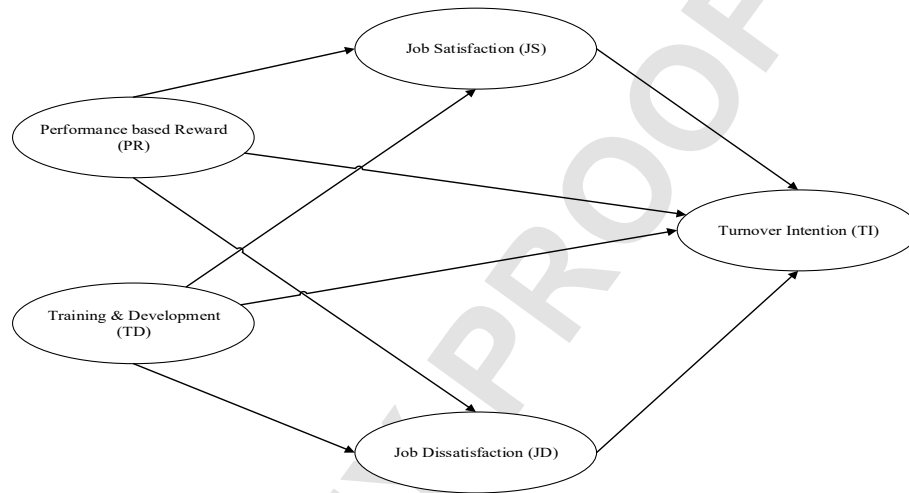 Job Satisfaction (JS)
Performance based Reward
(PR)
Turnover Intention (TI)
Training & Development
(TD)
Job Dissatisfaction (JD)
PROOF